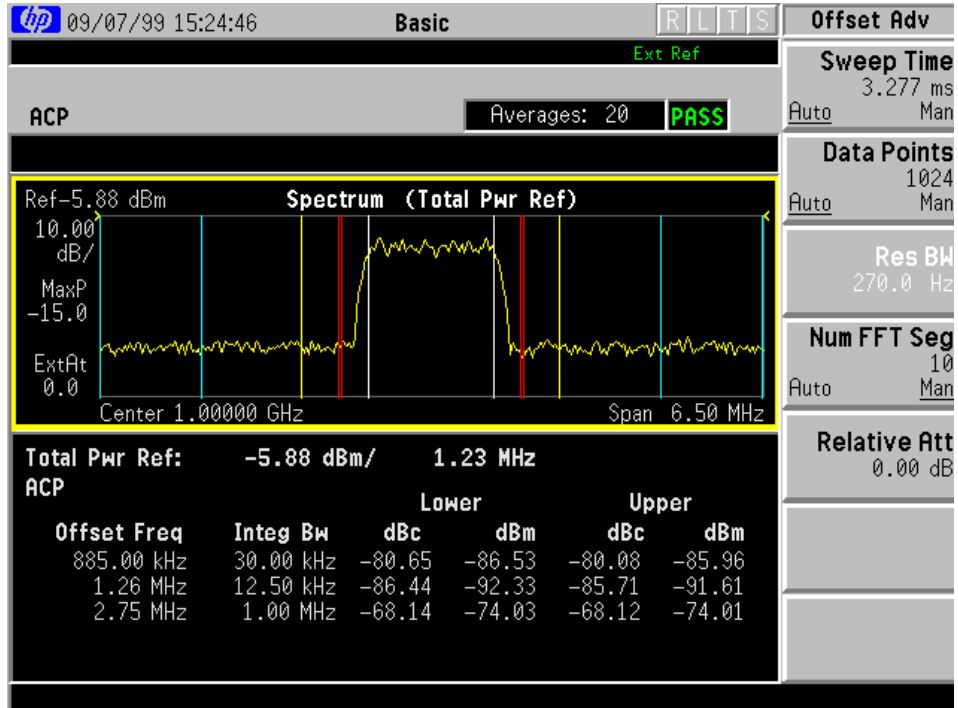 hp 09/07/99 15:24:46 Basic R L T S
Ext Ref
ACP Averages: 20 PASS
Ref-5.88 dBm Spectrum (Total Pwr Ref)
10.00
dB/
MaxP
-15.0
ExtAt
0.0
Center 1.00000 GHz Span 6.50 MHz
Total Pwr Ref: -5.88 dBm/ 1.23 MHz
ACP
Lower Upper
Offset Freq Integ Bw dBc dBm dBc dBm
885.00 kHz 30.00 kHz -80.65 -86.53 -80.08 -85.96
1.26 MHz 12.50 kHz -86.44 -92.33 -85.71 -91.61
2.75 MHz 1.00 MHz -68.14 -74.03 -68.12 -74.01
Offset Adv
Sweep Time
3.277 ms
Auto Man
Data Points
1024
Auto Man
Res BW
270.0 Hz
Num FFT Seg
10
Auto Man
Relative Att
0.00 dB